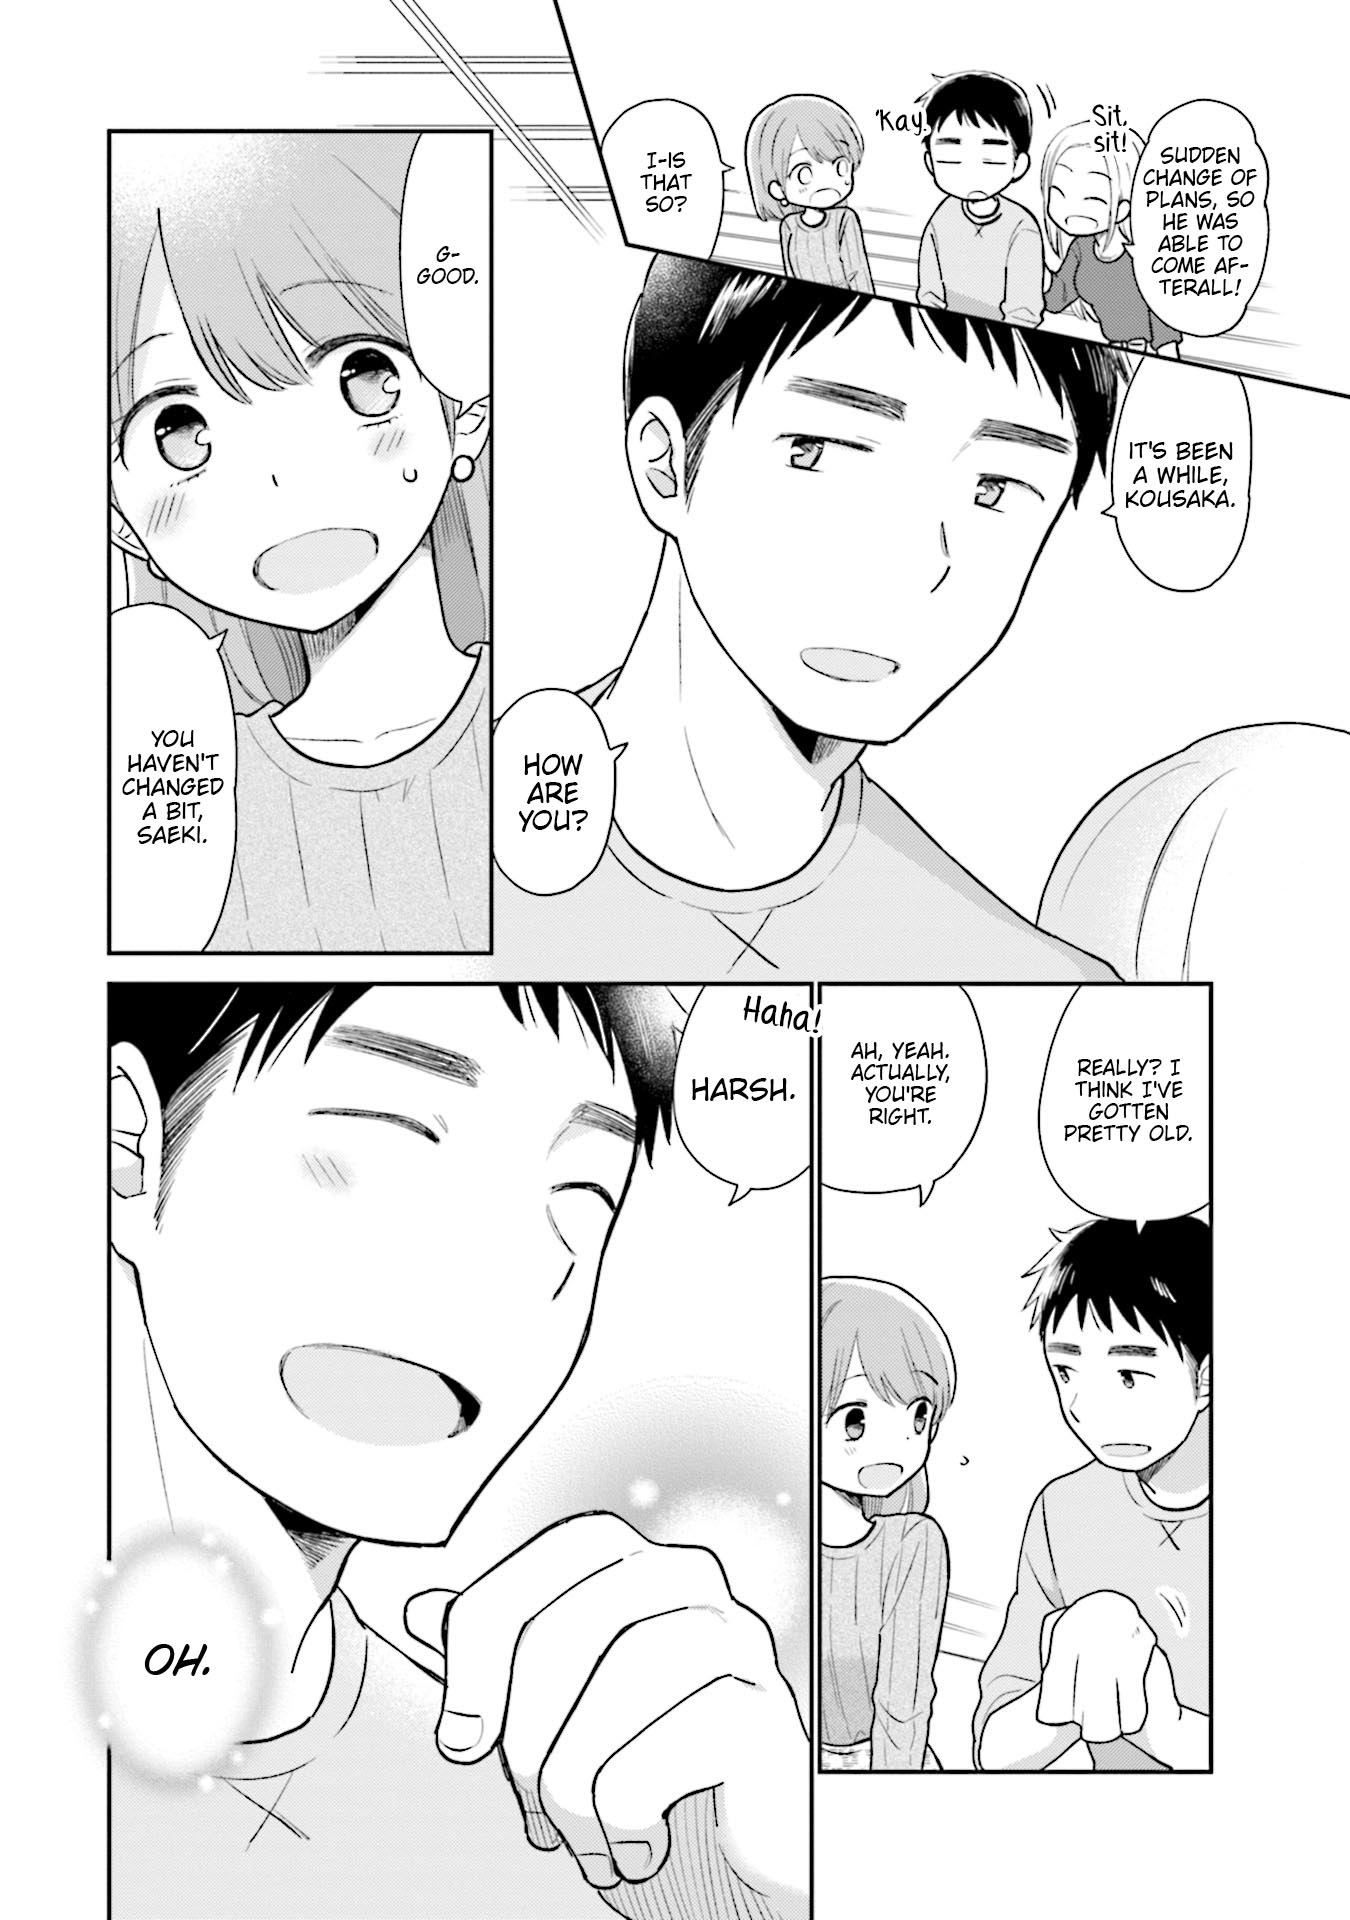 SUDDEN
CHANGE OF
PLANS, SO
HE WAS
ABLE TO
COME AF-
TERALL!
Sit,
sit!
'Kay.
I-IS
THAT
SO?
IT'S BEEN
A WHILE,
KOUSAKA.
HOW
ARE
YOU?
G-
GOOD.
YOU
HAVEN'T
CHANGED
A BIT,
SAEKI.
REALLY? I
THINK I'VE
GOTTEN
PRETTY OLD.
AH, YEAH.
ACTUALLY,
YOU'RE
RIGHT.
Haha!
HARSH.
OH.